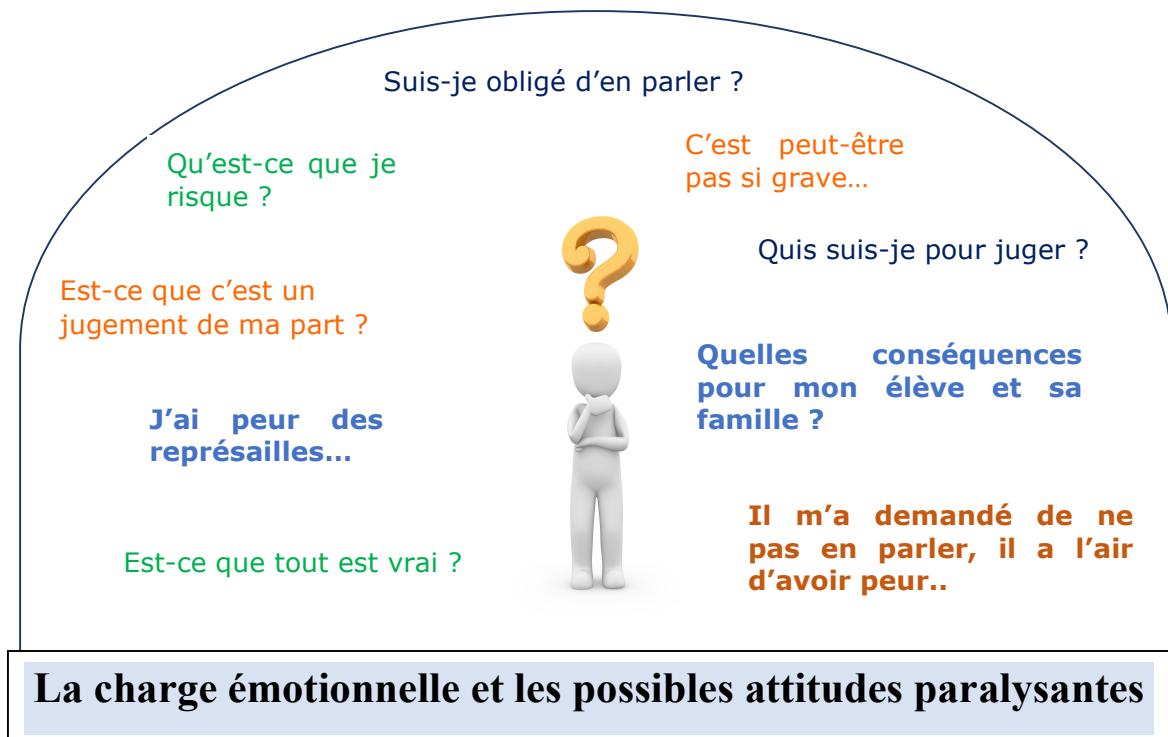 Suis-je obligé d'en parler ?
Qu'est-ce que je
risque ?
C'est peut-être
pas si grave…
Quis suis-je pour juger ?
Est-ce que c'est un
jugement de ma part ?
Quelles conséquences
pour mon élève et sa
famille ?
J'ai peur des
représailles…
Il m'a demandé de ne
pas en parler, il a l'air
d'avoir peur..
Est-ce que tout est vrai ?
La charge émotionnelle et les possibles attitudes paralysantes